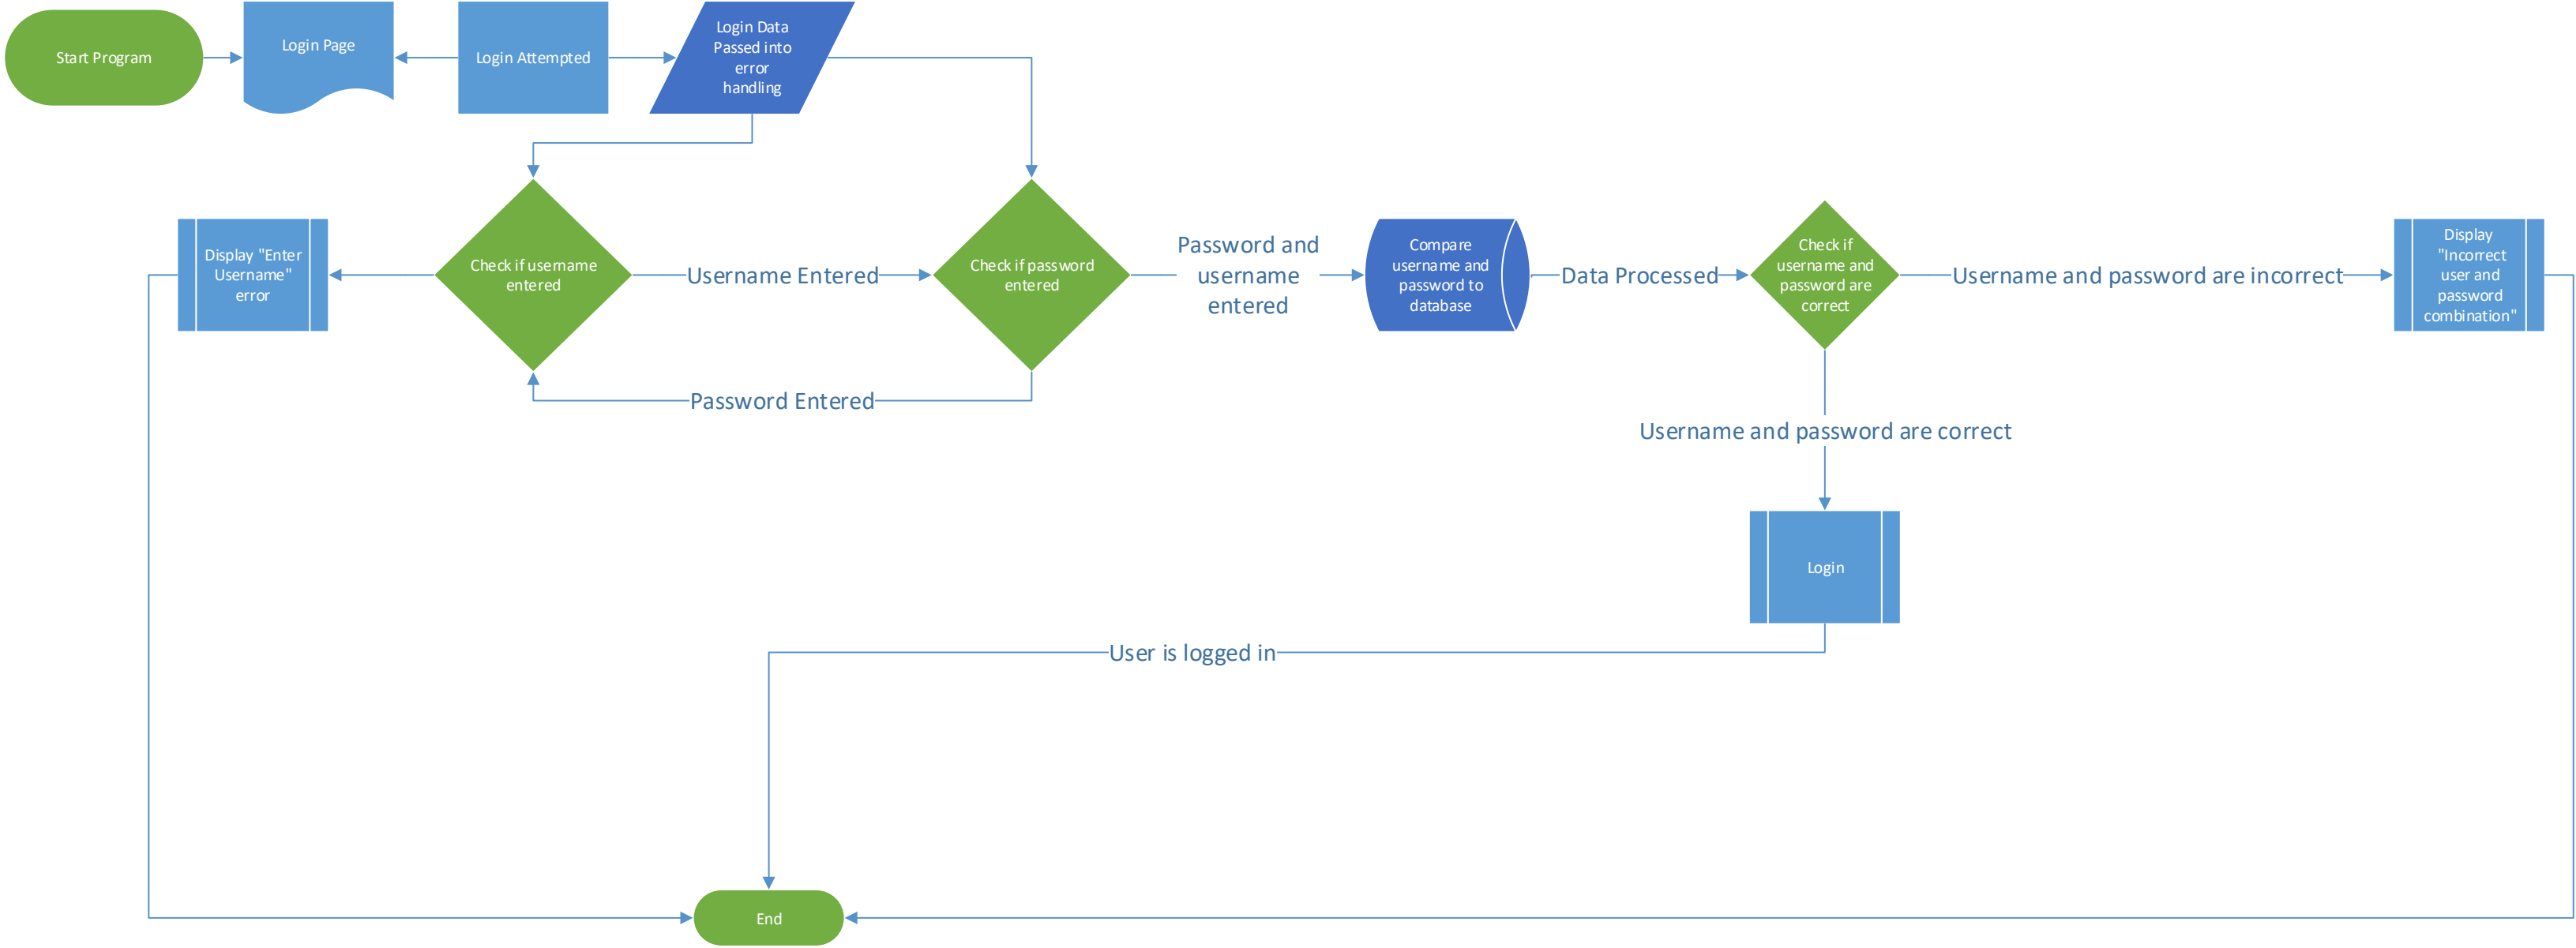 Start Program
Login Page
Login Attempted
Login Data
Passed into
error
handling
Display "Enter
Username"
error
Check if username
entered
Username Entered
Check if password
entered
Password and
username
entered
Compare
username and
password to
database
Data Processed
Check if
username and
password are
correct
Username and password are incorrect
Display
"Incorrect
user and
password
combination"
Password Entered
Username and password are correct
Login
User is logged in
End